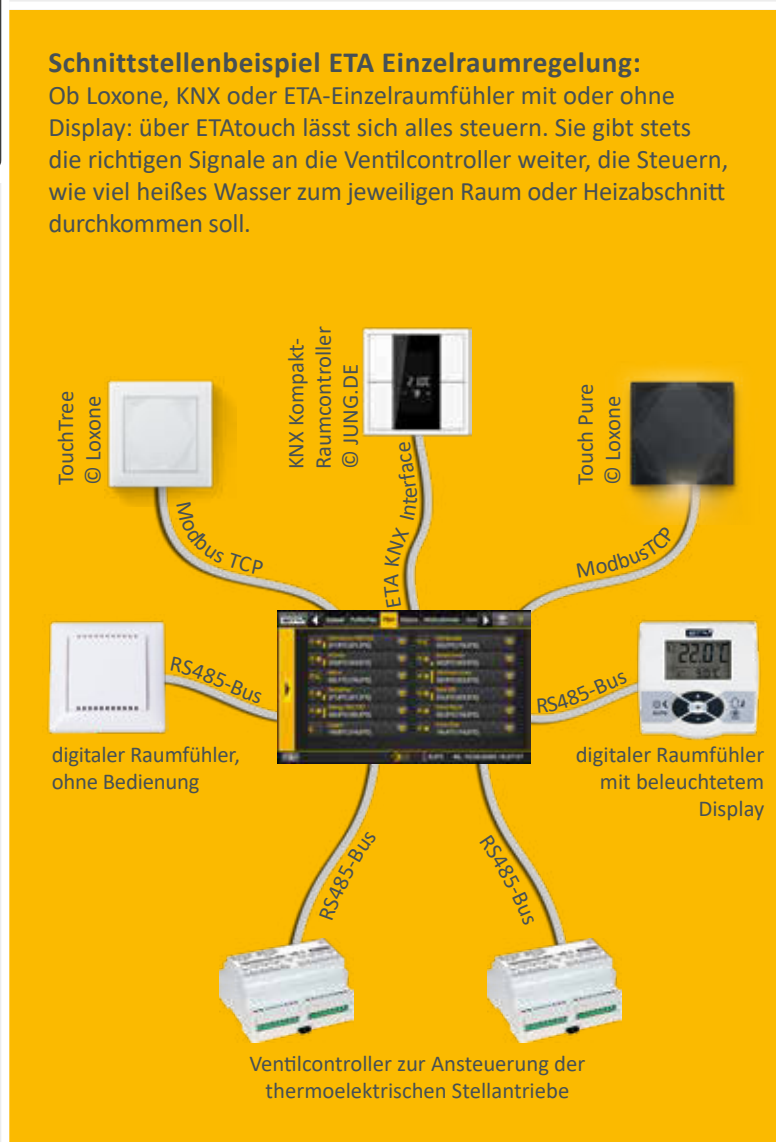 Schnittstellenbeispiel ETA Einzelraumregelung:
Ob Loxone, KNX oder ETA-Einzelraumfühler mit oder ohne
Display: über ETAtouch lässt sich alles steuern. Sie gibt stets
die richtigen Signale an die Ventilcontroller weiter, die Steuern,
wie viel heißes Wasser zum jeweiligen Raum oder Heizabschnitt
durchkommen soll.
TouchTree
© Loxone
KNX Kompakt-
Raumcontroller
© JUNG.DE
Touch Pure
© Loxone
Modbus TCP
ETA KNX Interface
ModbusTCP
RS485-Bus
RS485-Bus
22.0
digitaler Raumfühler,
ohne Bedienung
digitaler Raumfühler
mit beleuchtetem
Display
RS485-Bus
RS485-Bus
Ventilcontroller zur Ansteuerung der
thermoelektrischen Stellantriebe